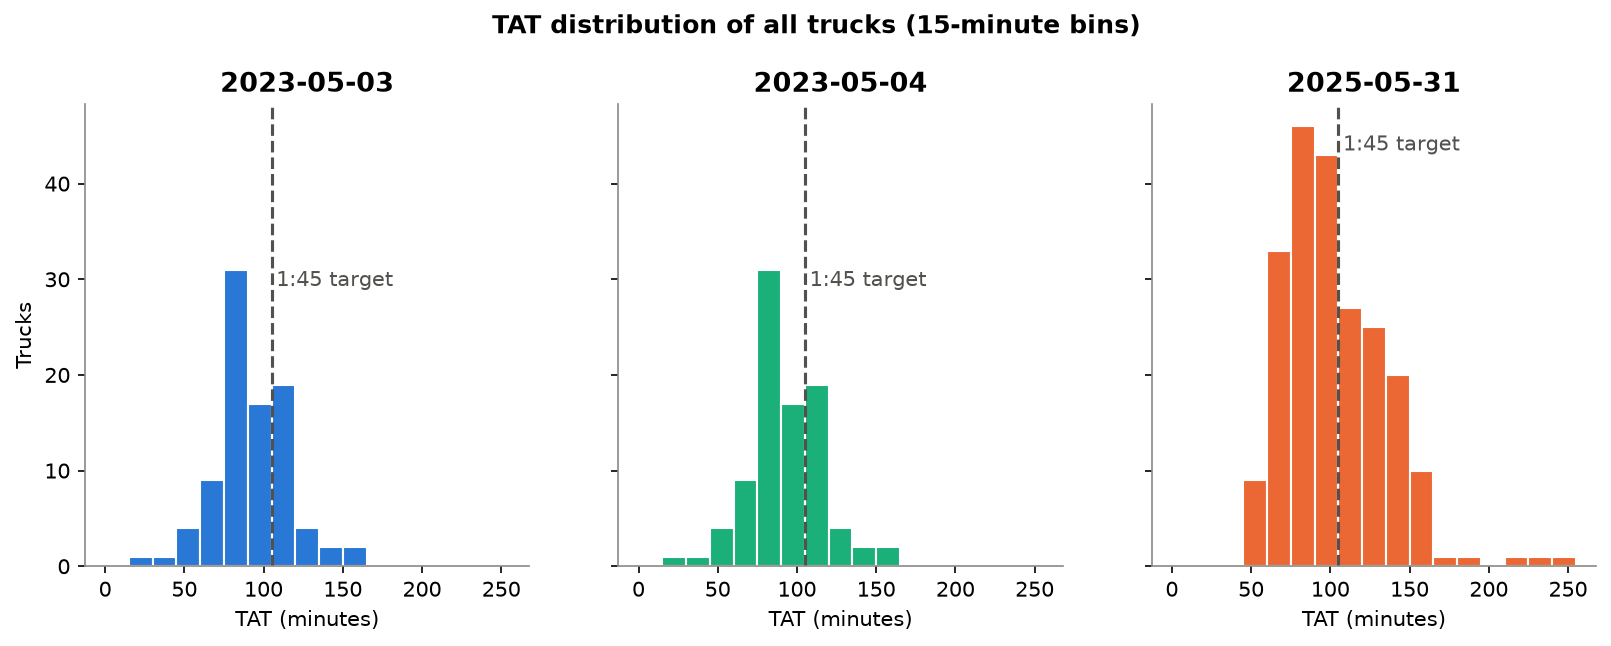 TAT distribution of all trucks (15-minute bins)
2023-05-03
2023-05-04
2025-05-31
Trucks
40
30
20
10
0
1:45 target
1:45 target
1:45 target
0 50 100 150 200 250
0 50 100 150 200 250
0 50 100 150 200 250
TAT (minutes)
TAT (minutes)
TAT (minutes)